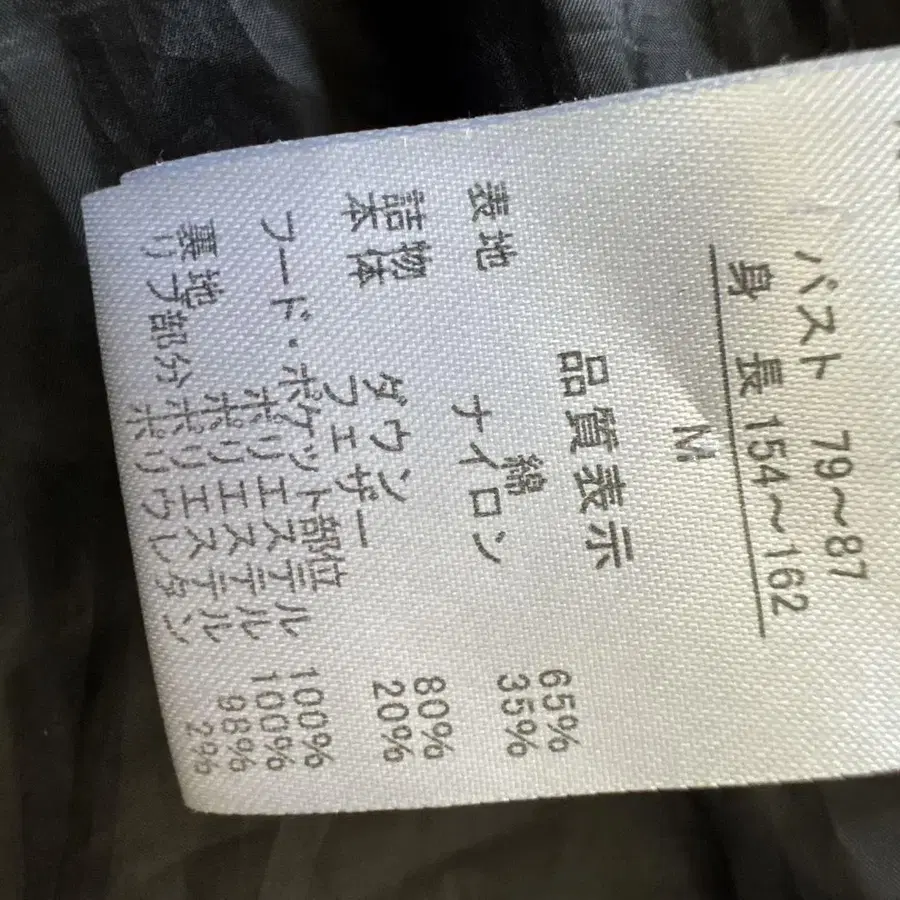 バスト 79～87
身長 154～162
M
品質表示
表地 綿 65%
ナイロン 35%
詰物
本体 ダウン 80%
フェザー 20%
フード・ポケット部位
ポリエステル 100%
裏地 ポリエステル 100%
リブ部分 ポリエステル 98%
ポリウレタン 2%